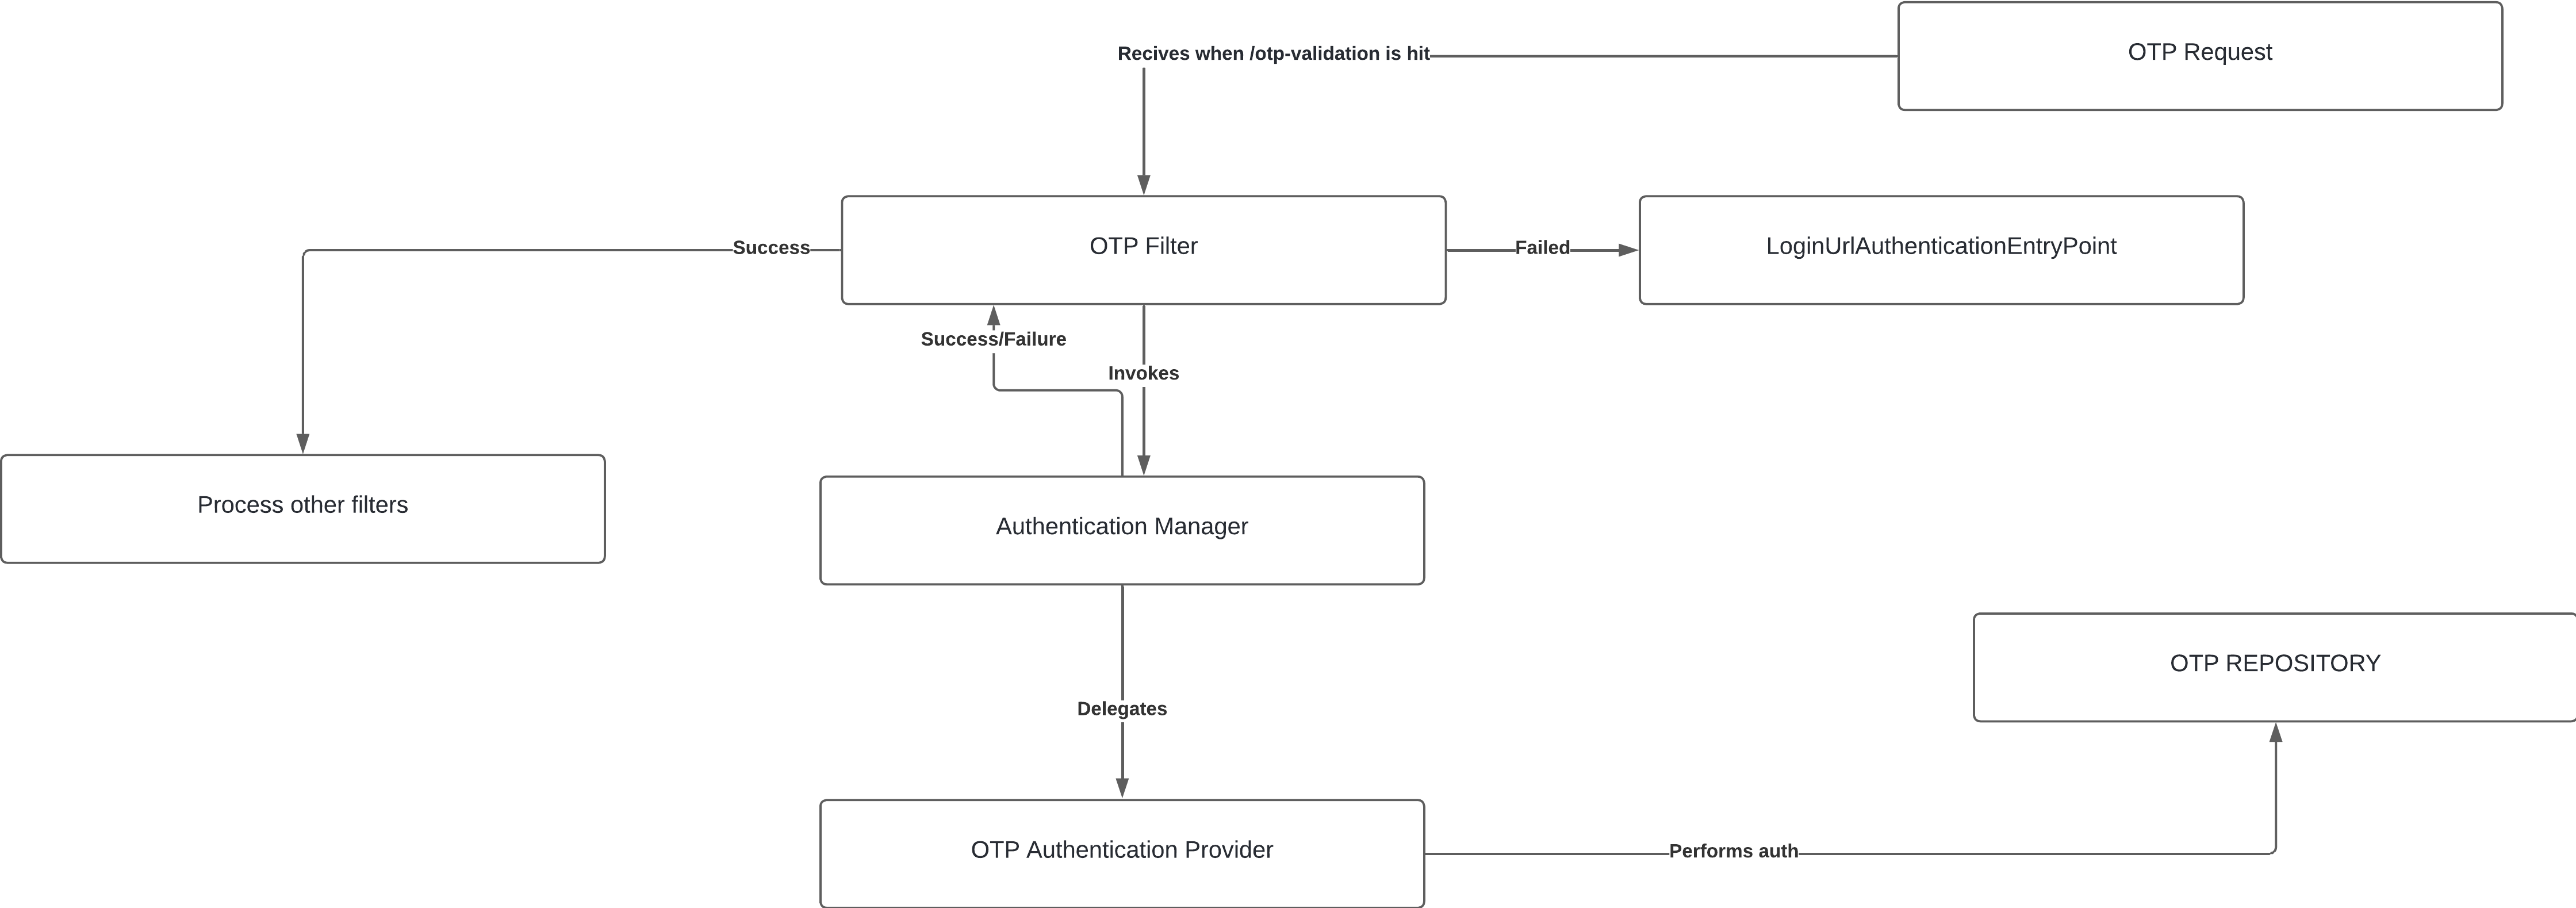 OTP Request
Recives when /otp-validation is hit
OTP Filter
Success
Failed
LoginUrlAuthenticationEntryPoint
Success/Failure
Invokes
Process other filters
Authentication Manager
Delegates
OTP REPOSITORY
OTP Authentication Provider
Performs auth